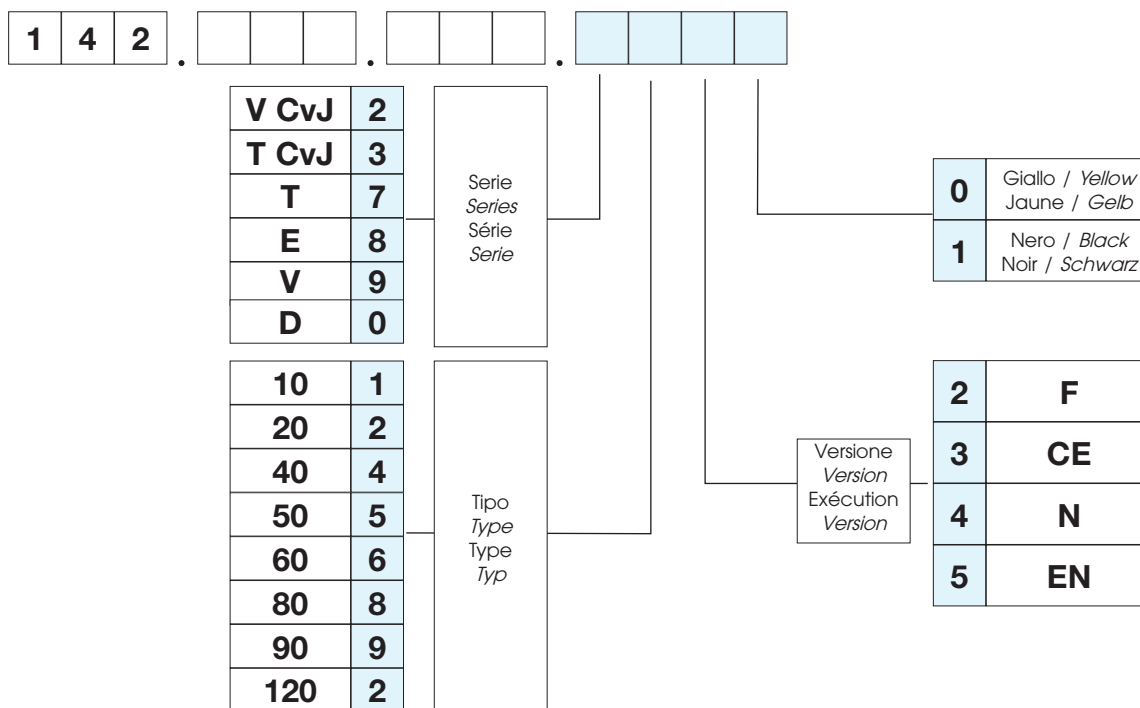 1 4 2 . . .
V CvJ 2
T CvJ 3
T 7
E 8
V 9
D 0
Serie
Series
Série
Serie
10 1
20 2
40 4
50 5
60 6
80 8
90 9
120 2
Tipo
Type
Type
Typ
0 Giallo / Yellow
Jaune / Gelb
1 Nero / Black
Noir / Schwarz
Versione
Version
Exécution
Version
2 F
3 CE
4 N
5 EN